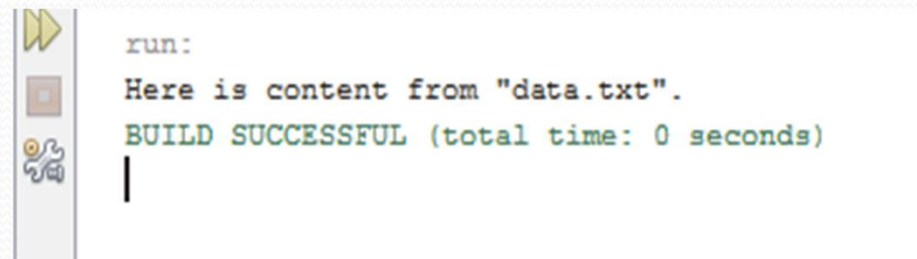 run:
Here is content from "data.txt".
BUILD SUCCESSFUL (total time: 0 seconds)